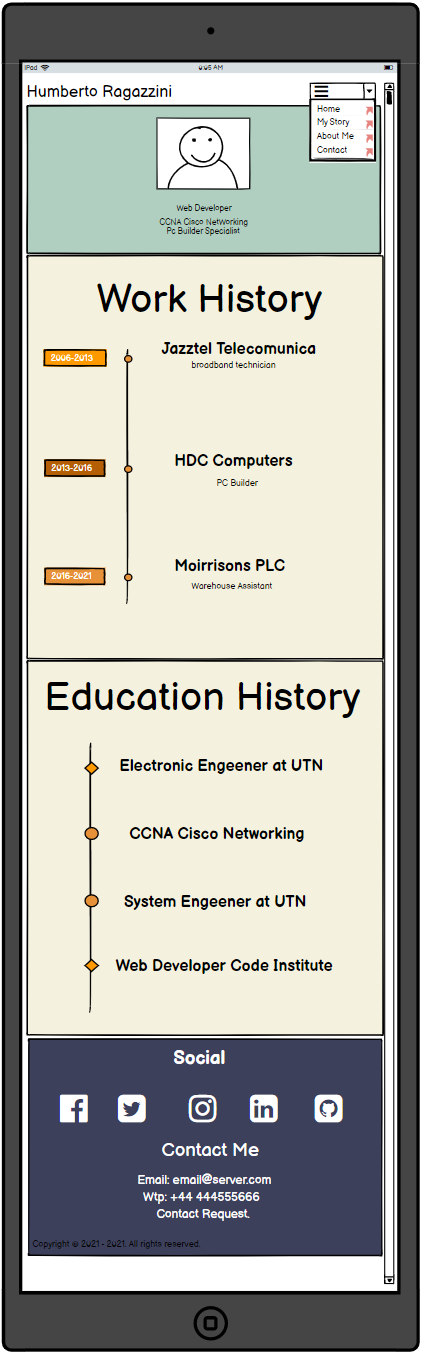 iPad
9:05 AM
Humberto Ragazzini
Home
My Story
About Me
Contact
Web Developer
CCNA Cisco NetWorking
Pc Builder Specialist
Work History
2006-2013
Jazztel Telecomunica
broadband technician
2013-2016
HDC Computers
PC Builder
2016-2021
Moirrisons PLC
Warehouse Assistant
Education History
Electronic Engeener at UTN
CCNA Cisco Networking
System Engeener at UTN
Web Developer Code Institute
Social
Contact Me
Email: email@server.com
Wtp: +44 444555666
Contact Request.
Copyright © 2021 - 2021. All rights reserved.